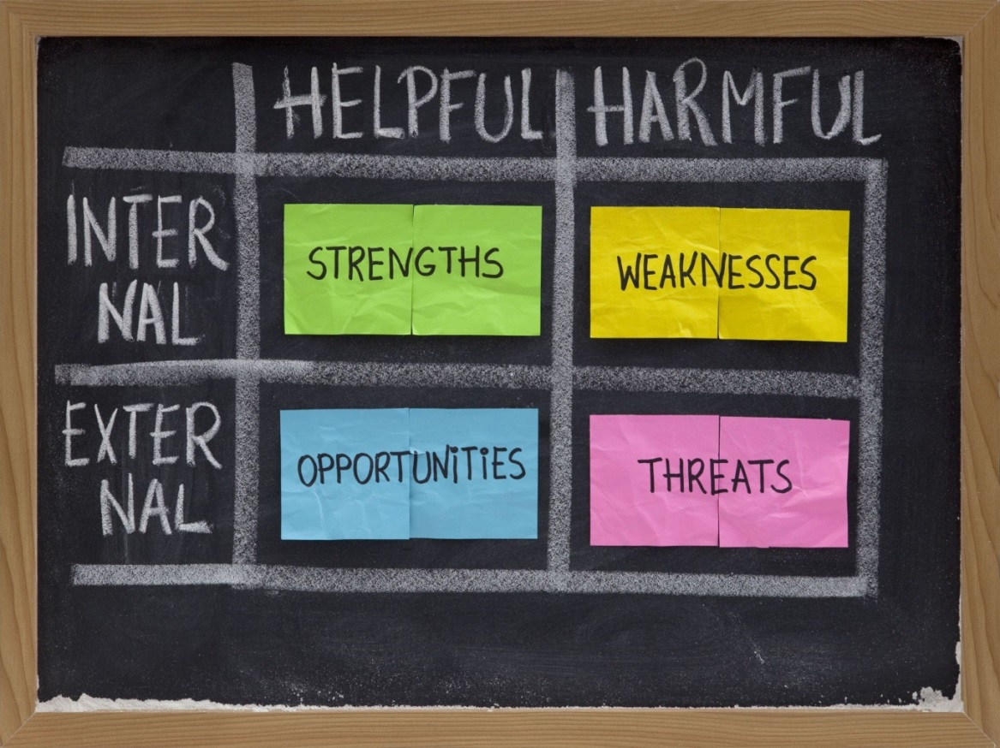 HELPFUL HARMFUL
INTER
NAL
STRENGTHS WEAKNESSES
EXTER
NAL
OPPORTUNiTiES THREATS